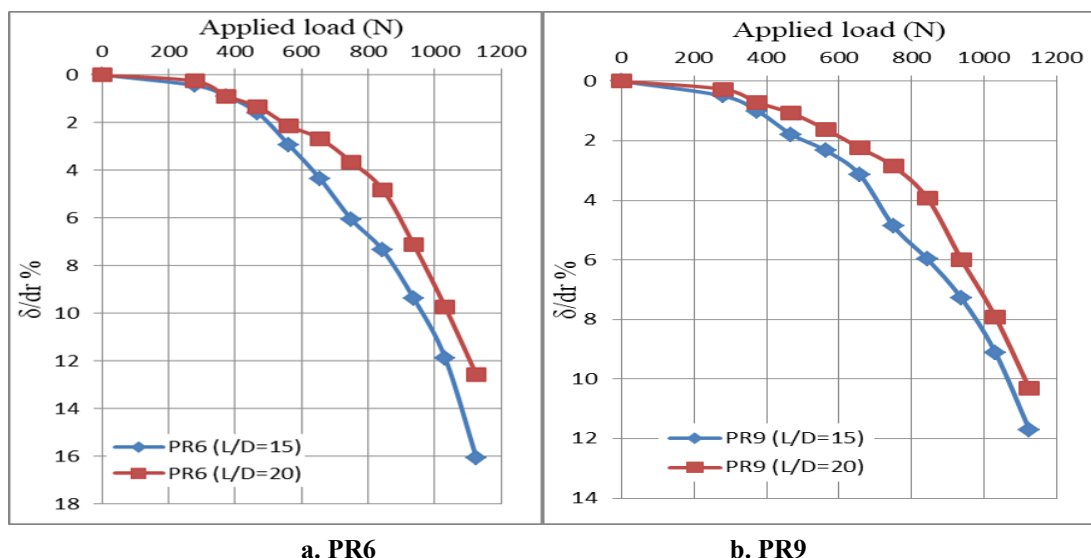 Applied load (N)
0 200 400 600 800 1000 1200
0
2
4
6
8
10
12
14
16
18
δ/dr %
PR6 (L/D=15)
PR6 (L/D=20)
a. PR6
Applied load (N)
0 200 400 600 800 1000 1200
0
2
4
6
8
10
12
14
δ/dr %
PR9 (L/D=15)
PR9 (L/D=20)
b. PR9